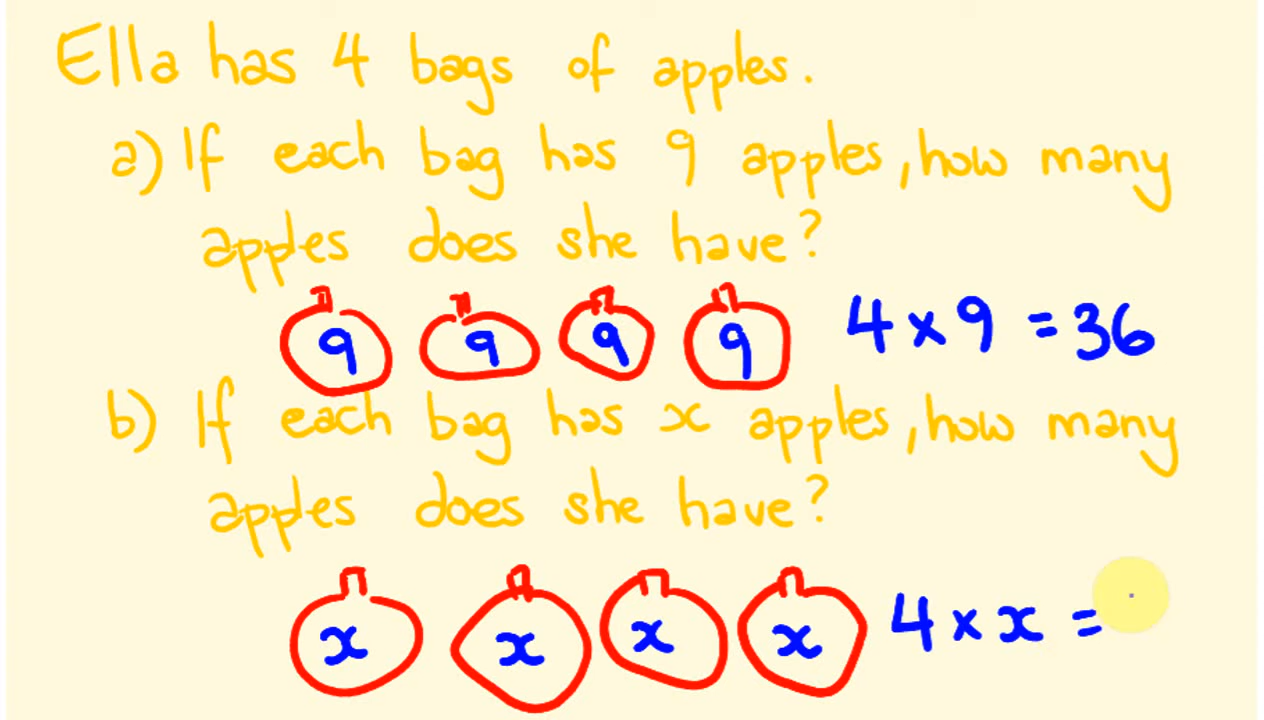 Ella has 4 bags of apples.
a) If each bag has 9 apples, how many
apples does she have?
9 9 9 9 4 x 9 = 36
b) If each bag has x apples, how many
apples does she have?
x x x x 4 x x =